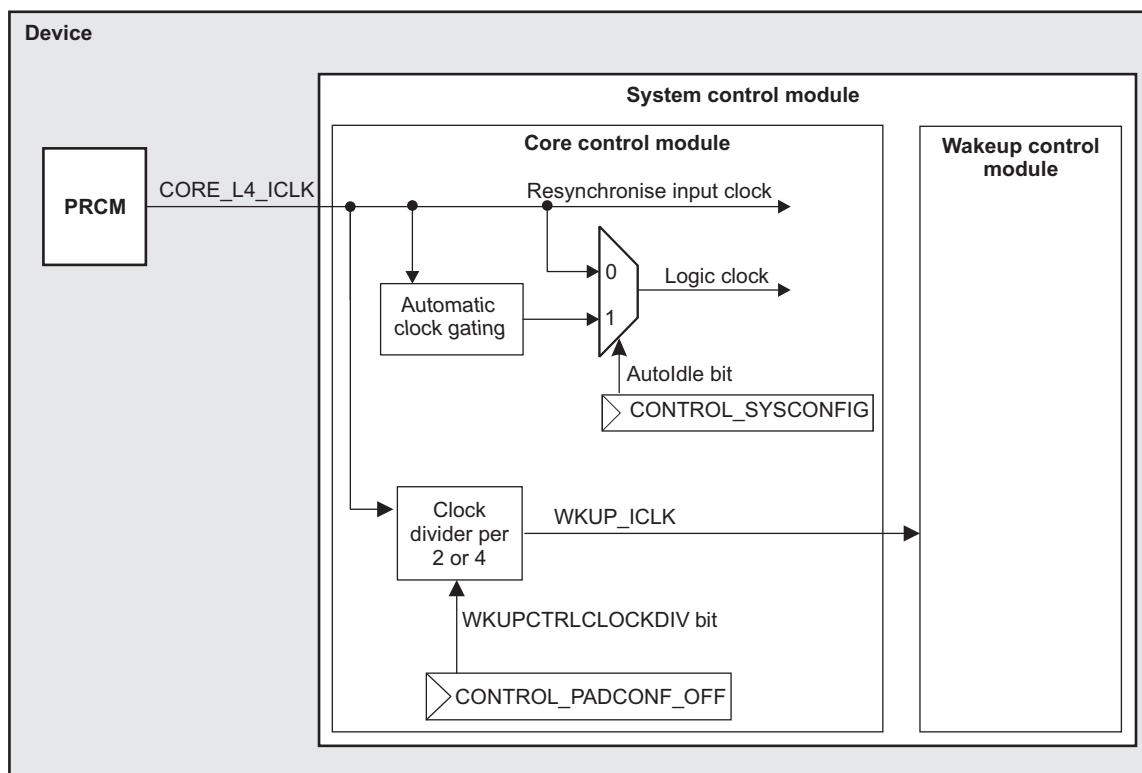 Device
System control module
Core control module
Wakeup control
module
PRCM
CORE_L4_ICLK
Resynchronise input clock
0
Logic clock
Automatic
clock gating
1
AutoIdle bit
CONTROL_SYSCONFIG
Clock
divider per
2 or 4
WKUP_ICLK
WKUPCTRLCLOCKDIV bit
CONTROL_PADCONF_OFF